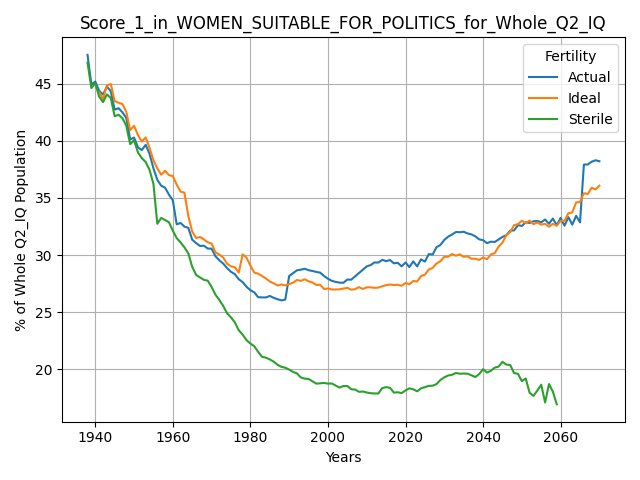 Score_1_in_WOMEN_SUITABLE_FOR_POLITICS_for_Whole_Q2_IQ
Fertility
Actual
Ideal
Sterile
% of Whole Q2_IQ Population
45
40
35
30
25
20
1940 1960 1980 2000 2020 2040 2060
Years